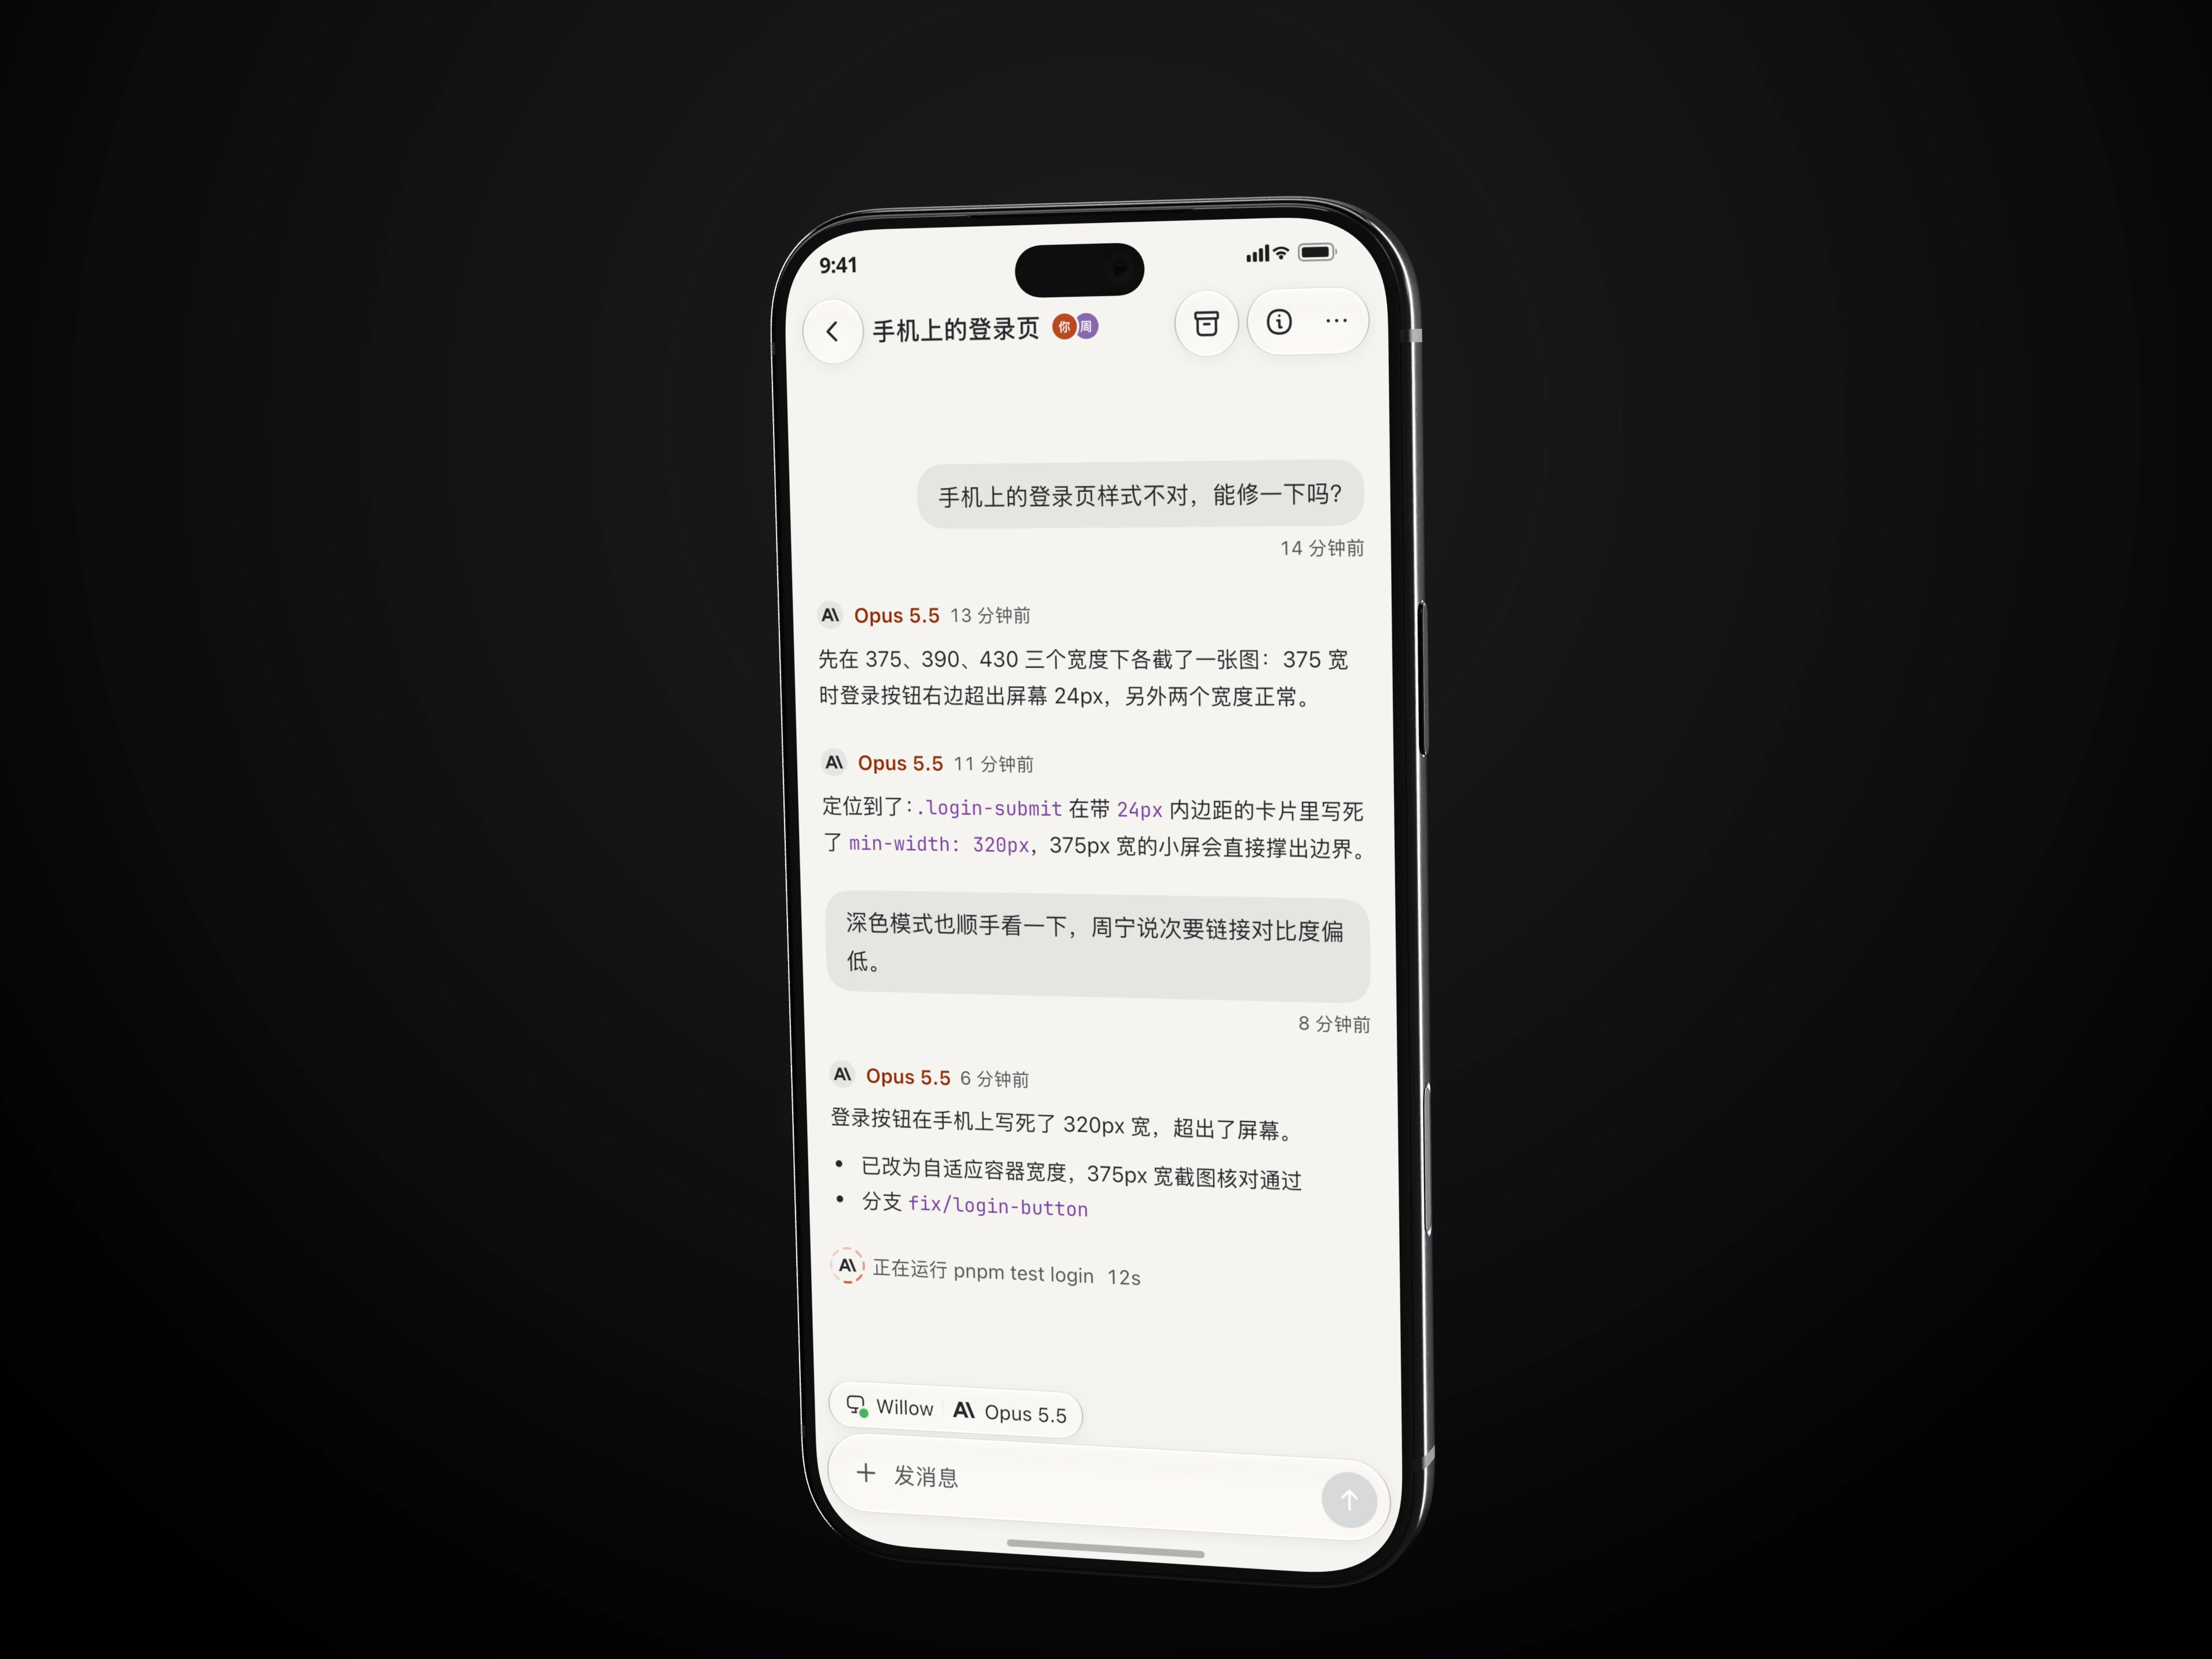 9:41
手机上的登录页 你 周
手机上的登录页样式不对，能修一下吗？
14 分钟前
Opus 5.5 13 分钟前
先在 375、390、430 三个宽度下各截了一张图：375 宽
时登录按钮右边超出屏幕 24px，另外两个宽度正常。
Opus 5.5 11 分钟前
定位到了：.login-submit 在带 24px 内边距的卡片里写死
了 min-width: 320px，375px 宽的小屏会直接撑出边界。
深色模式也顺手看一下，周宁说次要链接对比度偏
低。
8 分钟前
Opus 5.5 6 分钟前
登录按钮在手机上写死了 320px 宽，超出了屏幕。
• 已改为自适应容器宽度，375px 宽截图核对通过
• 分支 fix/login-button
正在运行 pnpm test login 12s
Willow Opus 5.5
发消息